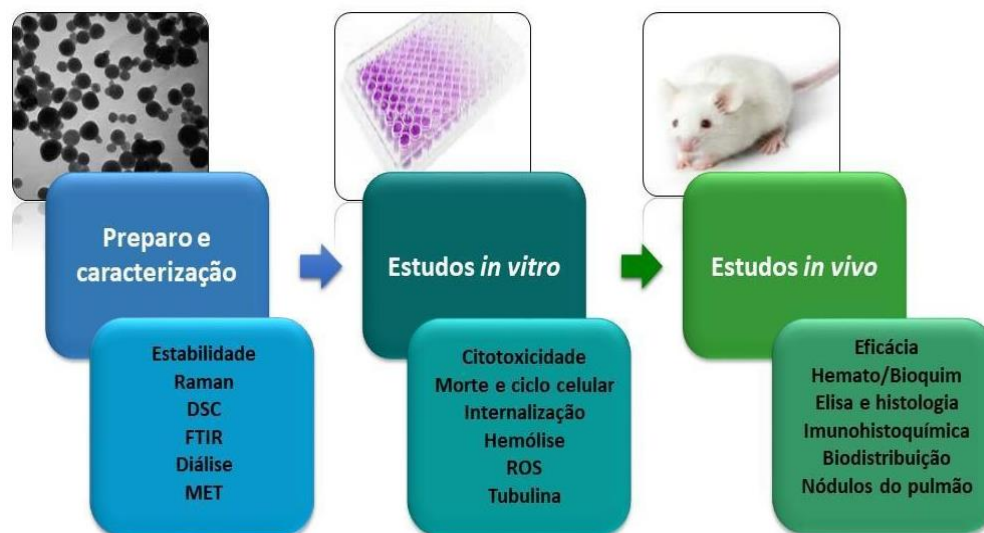 Preparo e
caracterização
Estudos in vitro
Estudos in vivo
Estabilidade
Raman
DSC
FTIR
Diálise
MET
Citotoxicidade
Morte e ciclo celular
Internalização
Hemólise
ROS
Tubulina
Eficácia
Hemato/Bioquim
Elisa e histologia
Imunohistoquímica
Biodistribuição
Nódulos do pulmão